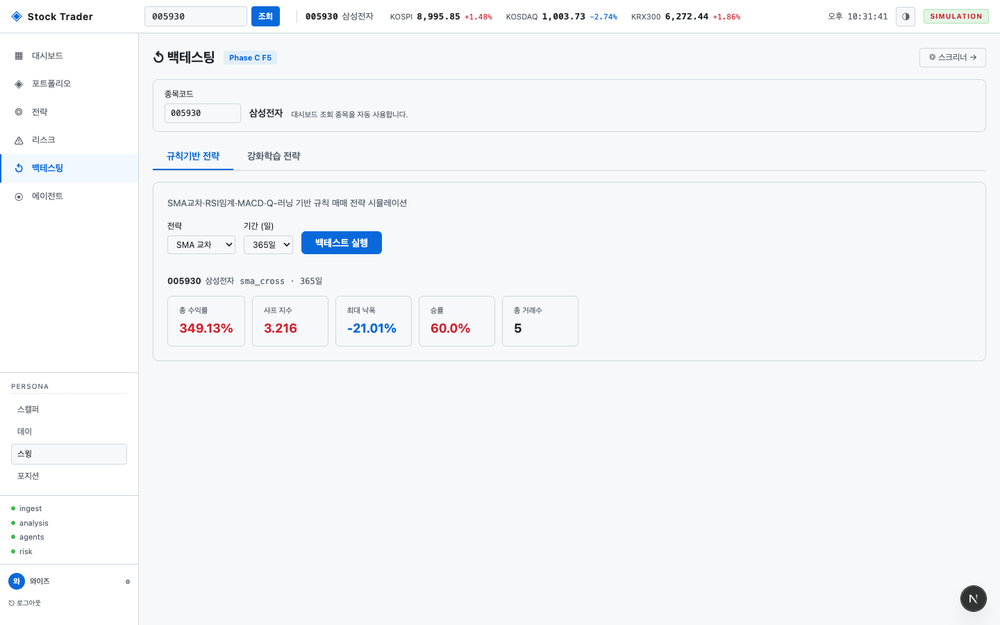 Stock Trader
005930
조회
005930 삼성전자
KOSPI 8,995.85 +1.48%
KOSDAQ 1,003.73 −2.74%
KRX300 6,272.44 +1.86%
오후 10:31:41
SIMULATION
대시보드
포트폴리오
전략
리스크
백테스팅
에이전트
PERSONA
스캘퍼
데이
스윙
포지션
ingest
analysis
agents
risk
와 와이즈
로그아웃
백테스팅 Phase C F5
스크리너 →
종목코드
005930 삼성전자 대시보드 조회 종목을 자동 사용합니다.
규칙기반 전략 강화학습 전략
SMA교차·RSI임계·MACD·Q-러닝 기반 규칙 매매 전략 시뮬레이션
전략 기간 (일)
SMA 교차 365일 백테스트 실행
005930 삼성전자 sma_cross · 365일
총 수익률
349.13%
샤프 지수
3.216
최대 낙폭
-21.01%
승률
60.0%
총 거래수
5
N